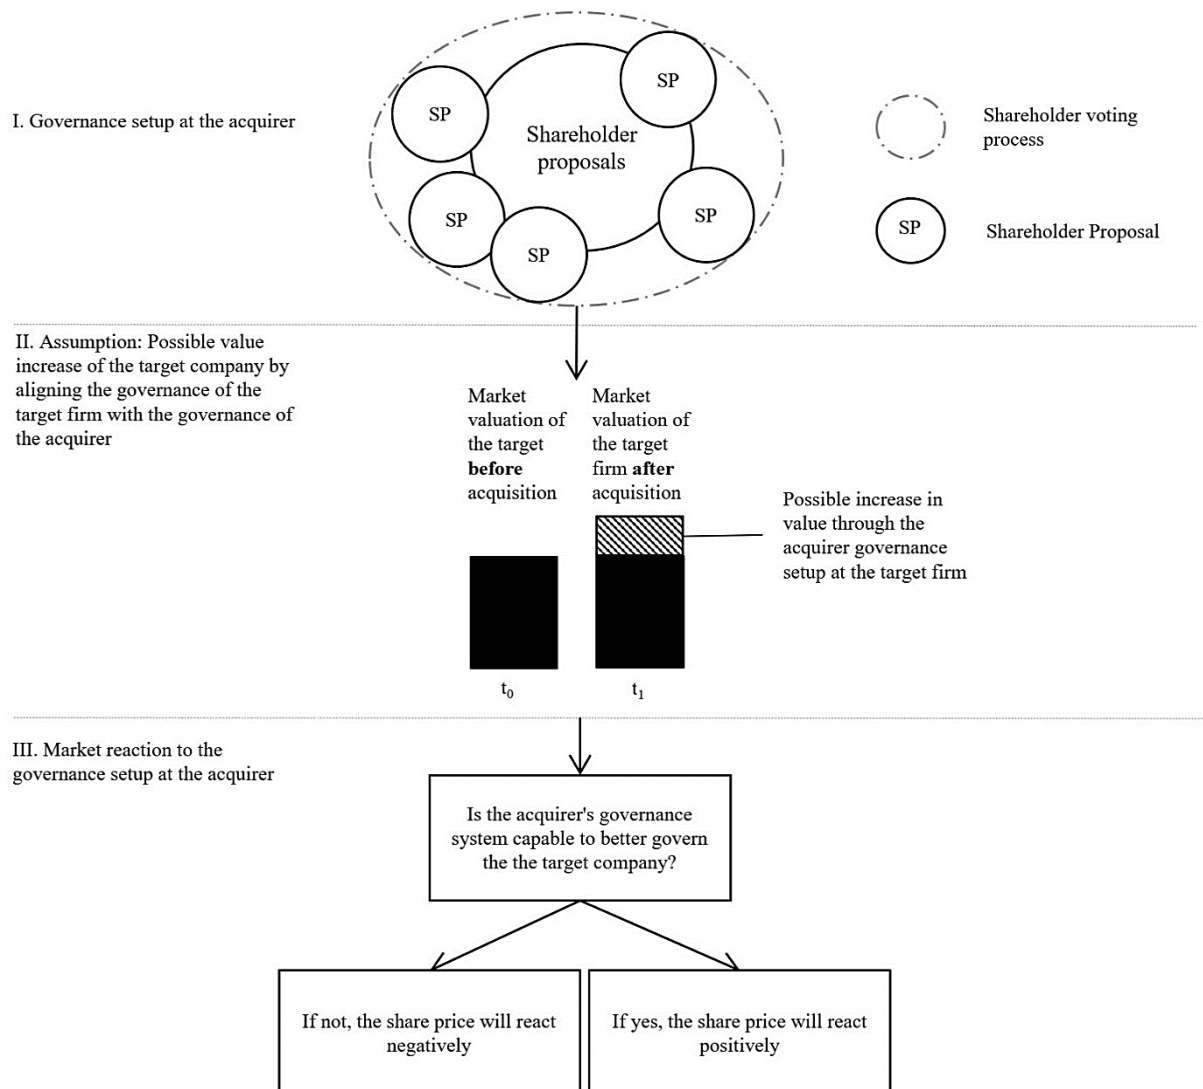 I. Governance setup at the acquirer
SP
SP
Shareholder
proposals
SP
SP
SP
Shareholder voting
process
SP
Shareholder Proposal
II. Assumption: Possible value
increase of the target company by
aligning the governance of the
target firm with the governance of
the acquirer
Market
valuation of
the target
before
acquisition
Market
valuation of
the target
firm after
acquisition
Possible increase in
value through the
acquirer governance
setup at the target firm
t0
t1
III. Market reaction to the
governance setup at the acquirer
Is the acquirer's governance
system capable to better govern
the the target company?
If not, the share price will react
negatively
If yes, the share price will react
positively